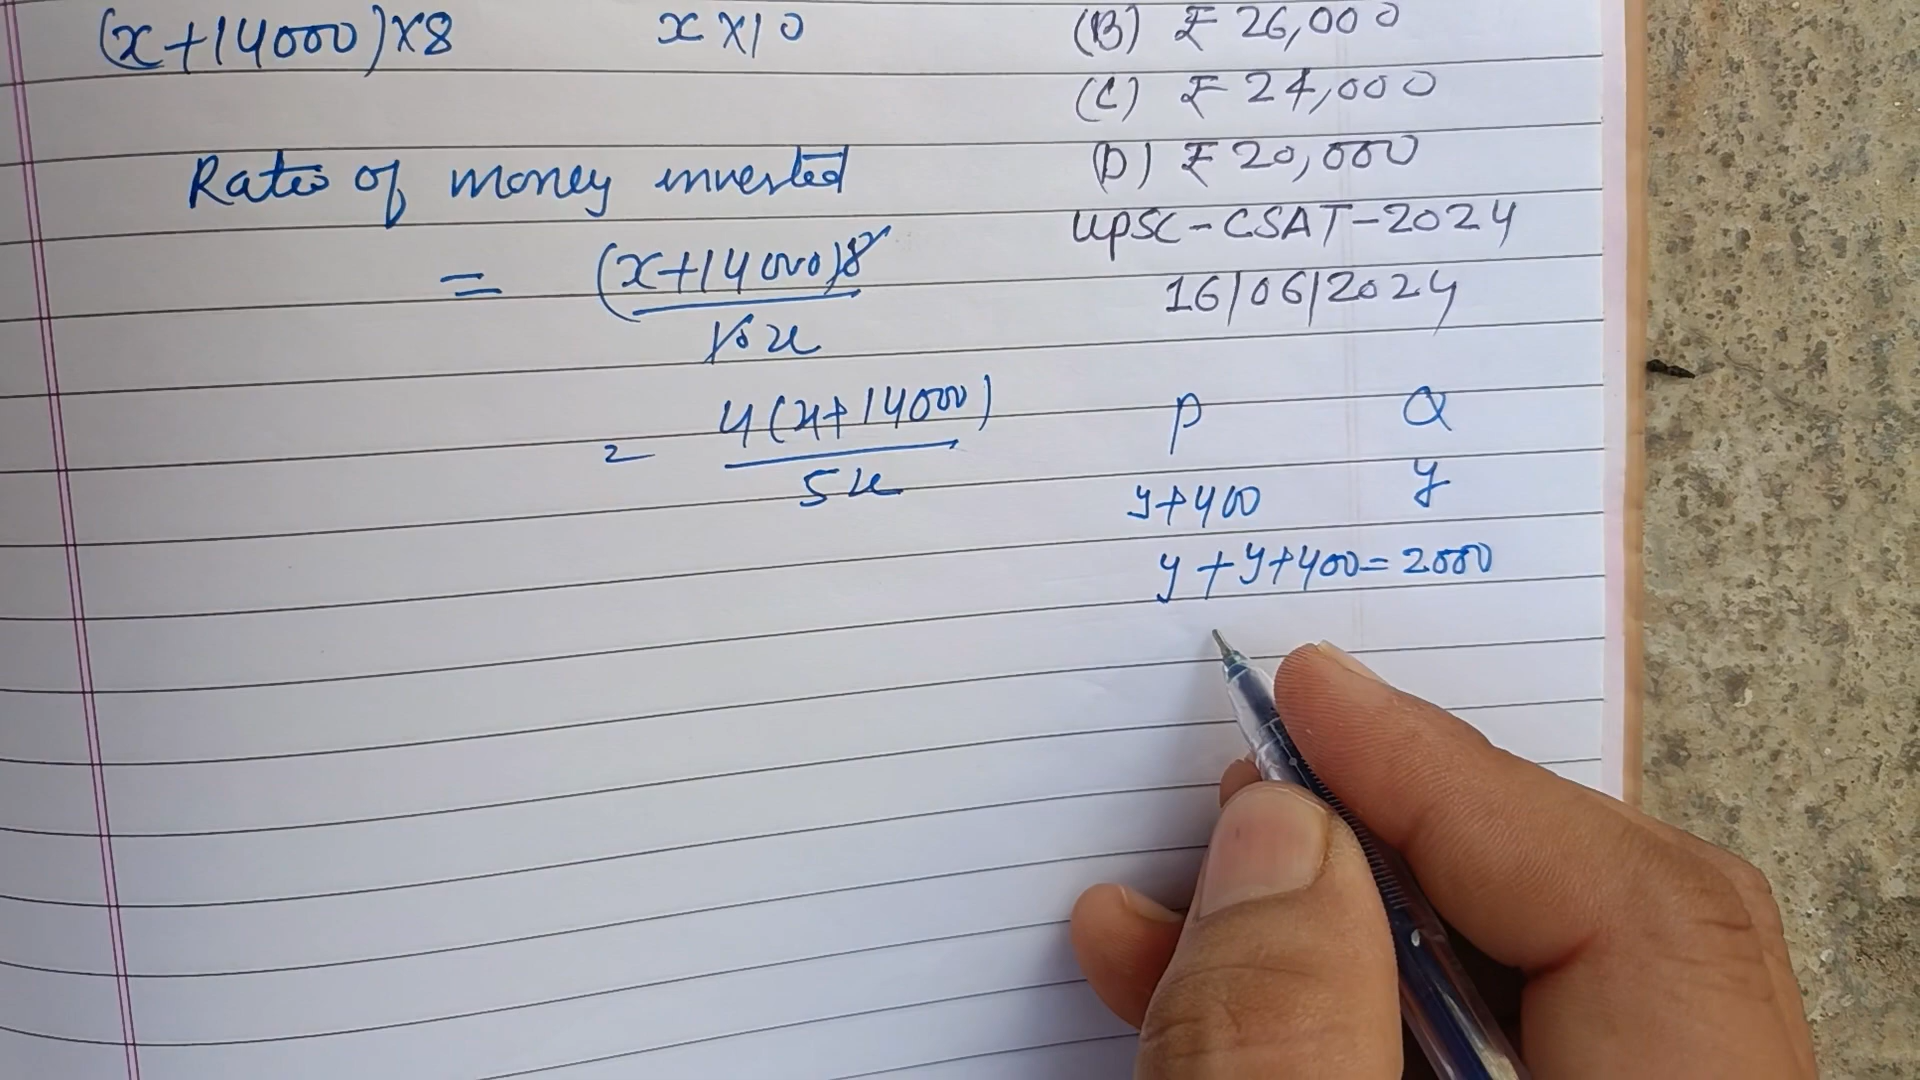 (x+14000)×8 x×10
(B) ₹ 26,000
(C) ₹ 24,000
(D) ₹ 20,000
UPSC-CSAT-2024
16/06/2024
Ratio of money invested
= (x+14000)8
10x
= 4(x+14000)
5x
P Q
y+400 y
y+y+400=2000